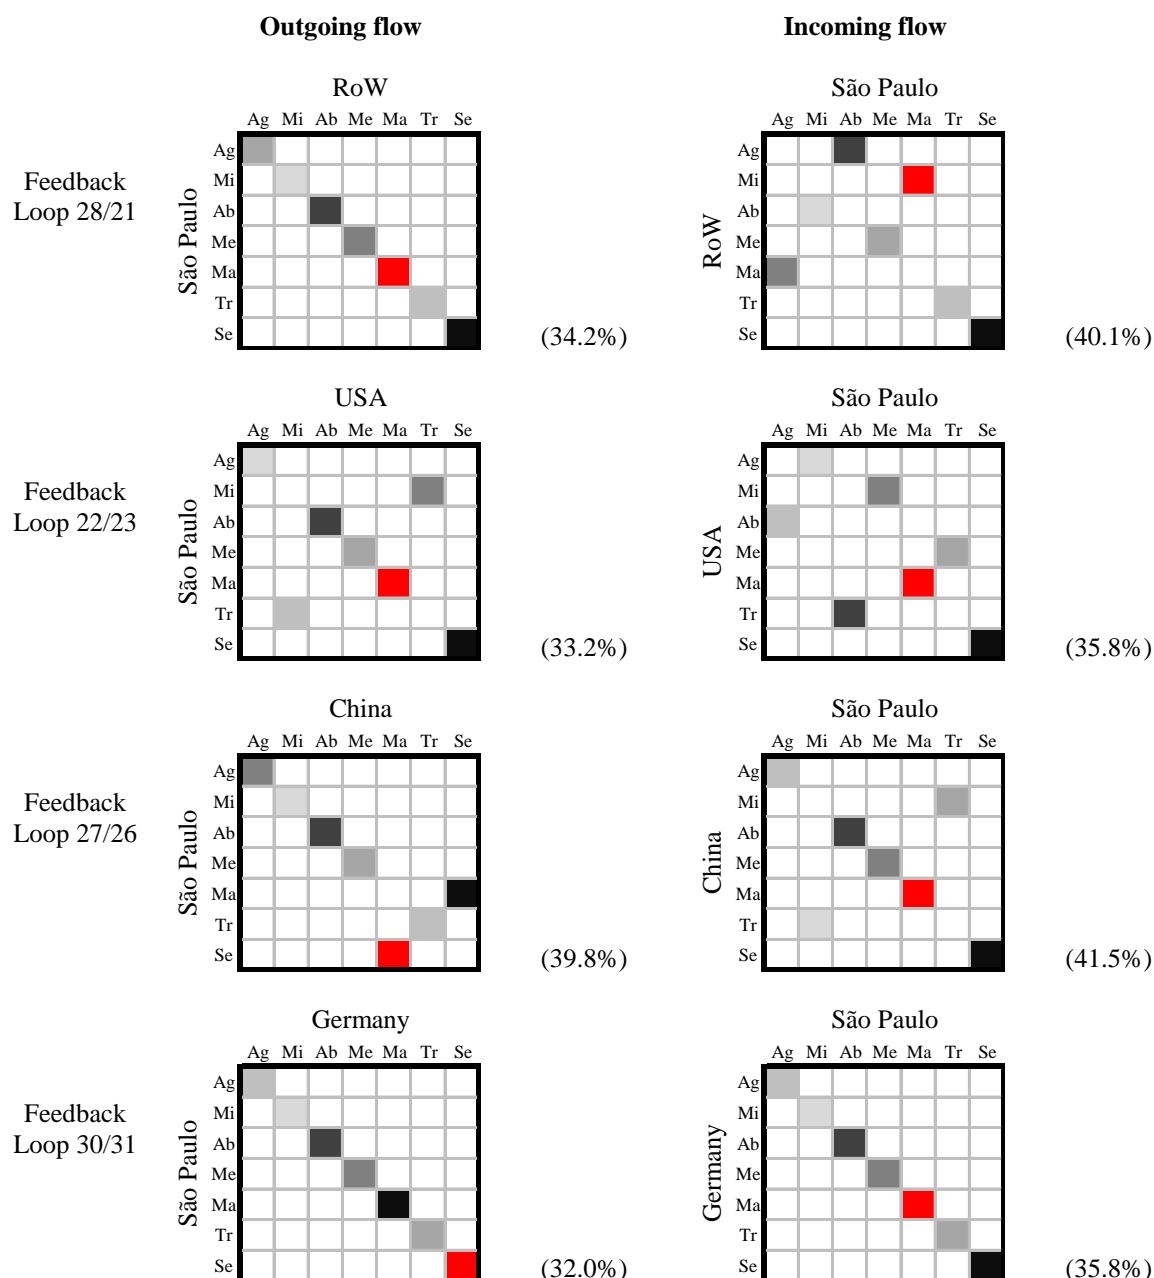 Outgoing flow Incoming flow
RoW São Paulo
Ag Mi Ab Me Ma Tr Se Ag Mi Ab Me Ma Tr Se
Feedback
Loop 28/21
São Paulo
Ag
Mi
Ab
Me
Ma
Tr
Se
(34.2%)
RoW
Ag
Mi
Ab
Me
Ma
Tr
Se
(40.1%)
USA São Paulo
Ag Mi Ab Me Ma Tr Se Ag Mi Ab Me Ma Tr Se
Feedback
Loop 22/23
São Paulo
Ag
Mi
Ab
Me
Ma
Tr
Se
(33.2%)
USA
Ag
Mi
Ab
Me
Ma
Tr
Se
(35.8%)
China São Paulo
Ag Mi Ab Me Ma Tr Se Ag Mi Ab Me Ma Tr Se
Feedback
Loop 27/26
São Paulo
Ag
Mi
Ab
Me
Ma
Tr
Se
(39.8%)
China
Ag
Mi
Ab
Me
Ma
Tr
Se
(41.5%)
Germany São Paulo
Ag Mi Ab Me Ma Tr Se Ag Mi Ab Me Ma Tr Se
Feedback
Loop 30/31
São Paulo
Ag
Mi
Ab
Me
Ma
Tr
Se
(32.0%)
Germany
Ag
Mi
Ab
Me
Ma
Tr
Se
(35.8%)